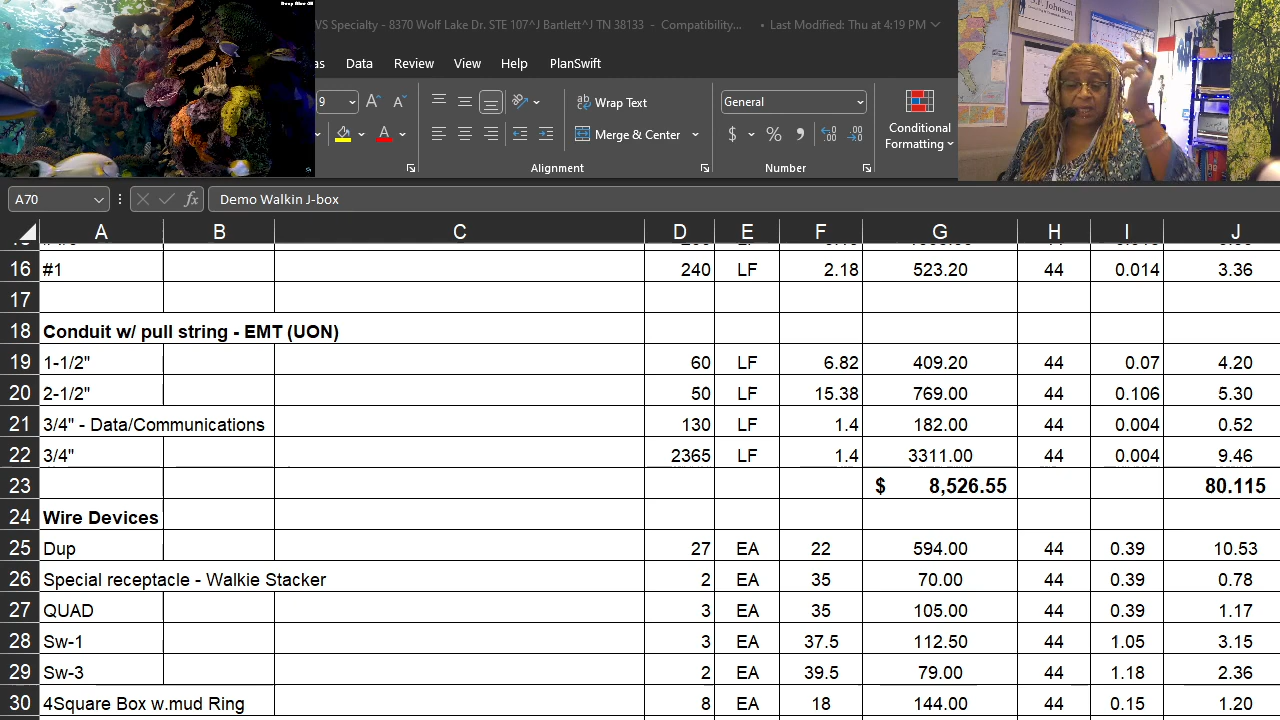 VS Specialty - 8370 Wolf Lake Dr. STE 107^J Bartlett^J TN 38133 - Compatibility... • Last Modified: Thu at 4:19 PM
as Data Review View Help PlanSwift
9 A A ab Wrap Text General
Merge & Center $ % , Conditional Formatting
Alignment Number
A70 fx Demo Walkin J-box
A B C D E F G H I J
16 #1 240 LF 2.18 523.20 44 0.014 3.36
17
18 Conduit w/ pull string - EMT (UON)
19 1-1/2" 60 LF 6.82 409.20 44 0.07 4.20
20 2-1/2" 50 LF 15.38 769.00 44 0.106 5.30
21 3/4" - Data/Communications 130 LF 1.4 182.00 44 0.004 0.52
22 3/4" 2365 LF 1.4 3311.00 44 0.004 9.46
23 $ 8,526.55 80.115
24 Wire Devices
25 Dup 27 EA 22 594.00 44 0.39 10.53
26 Special receptacle - Walkie Stacker 2 EA 35 70.00 44 0.39 0.78
27 QUAD 3 EA 35 105.00 44 0.39 1.17
28 Sw-1 3 EA 37.5 112.50 44 1.05 3.15
29 Sw-3 2 EA 39.5 79.00 44 1.18 2.36
30 4Square Box w.mud Ring 8 EA 18 144.00 44 0.15 1.20